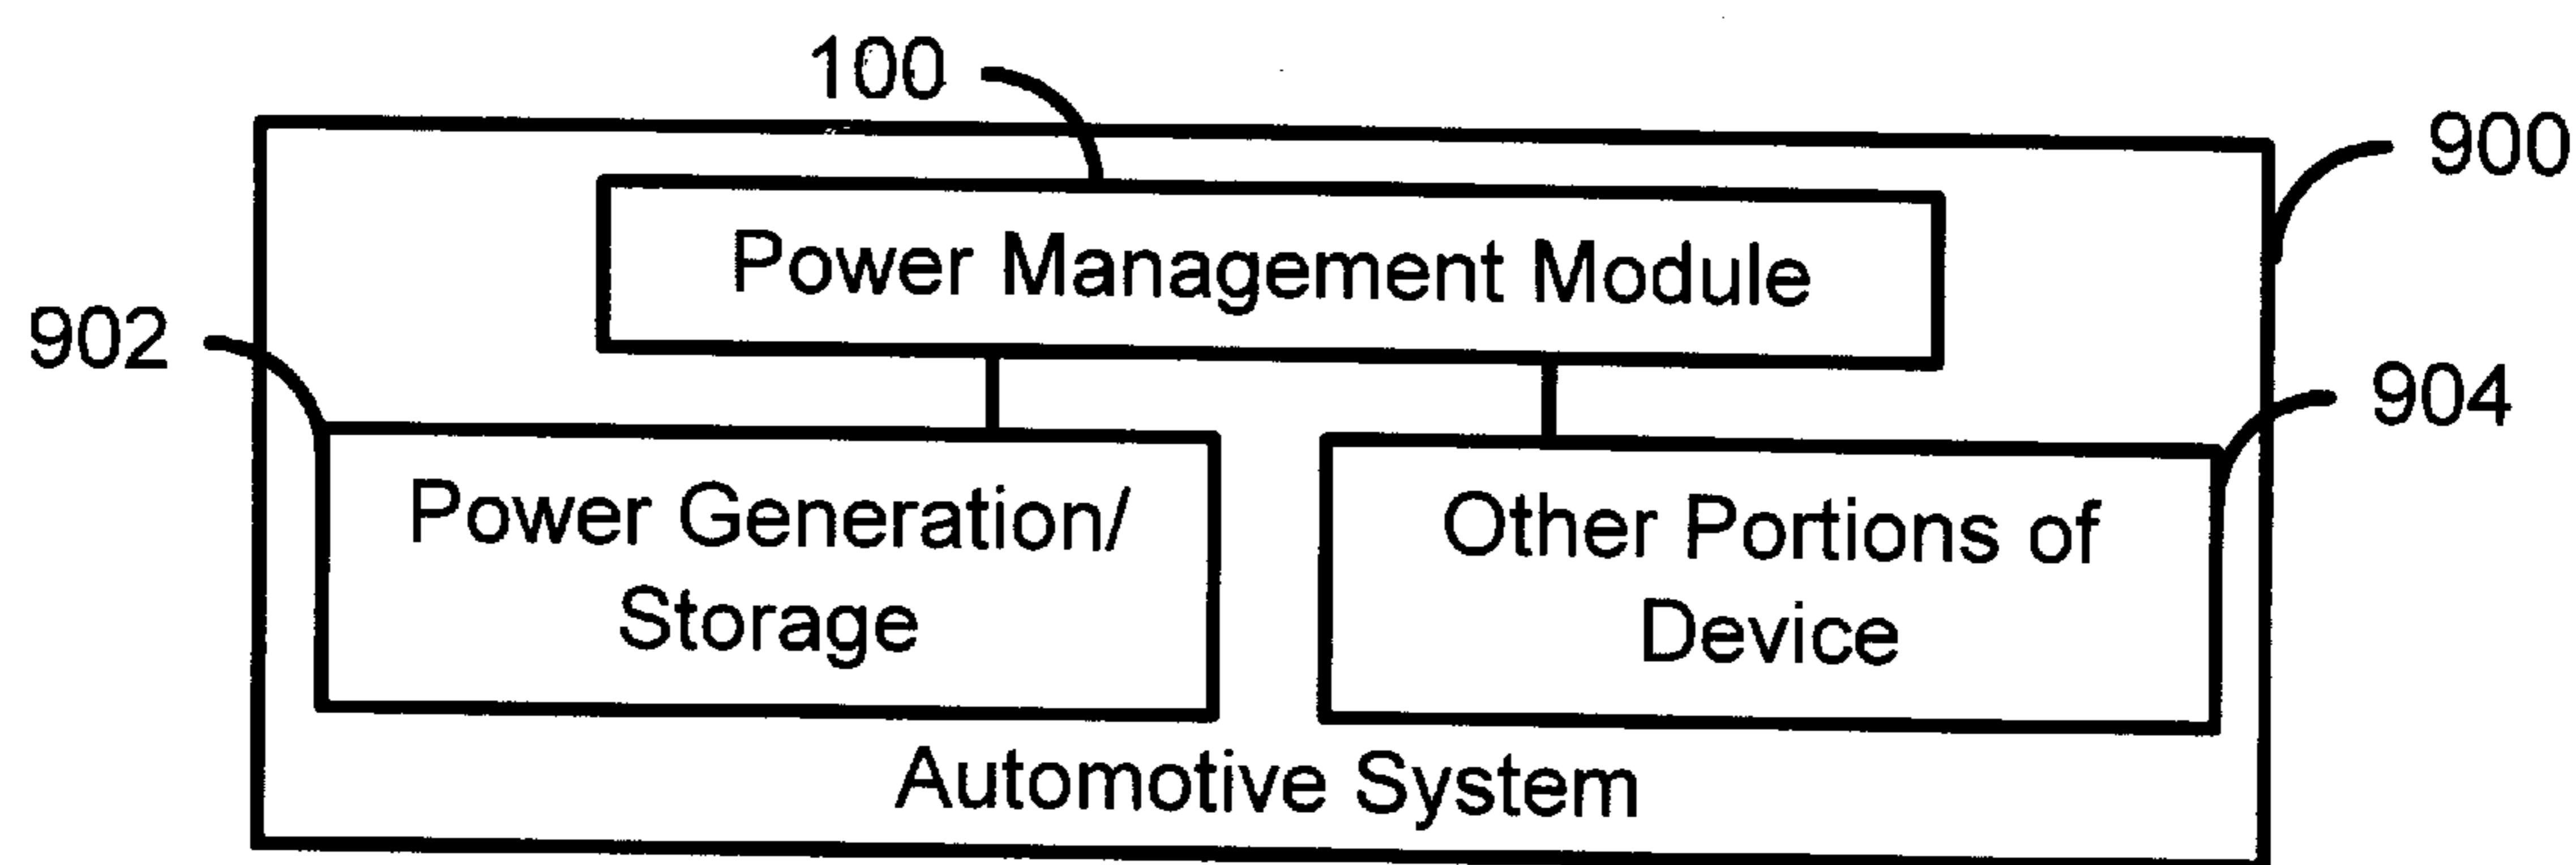 100
900
Power Management Module
902
904
Power Generation/
Storage
Other Portions of
Device
Automotive System